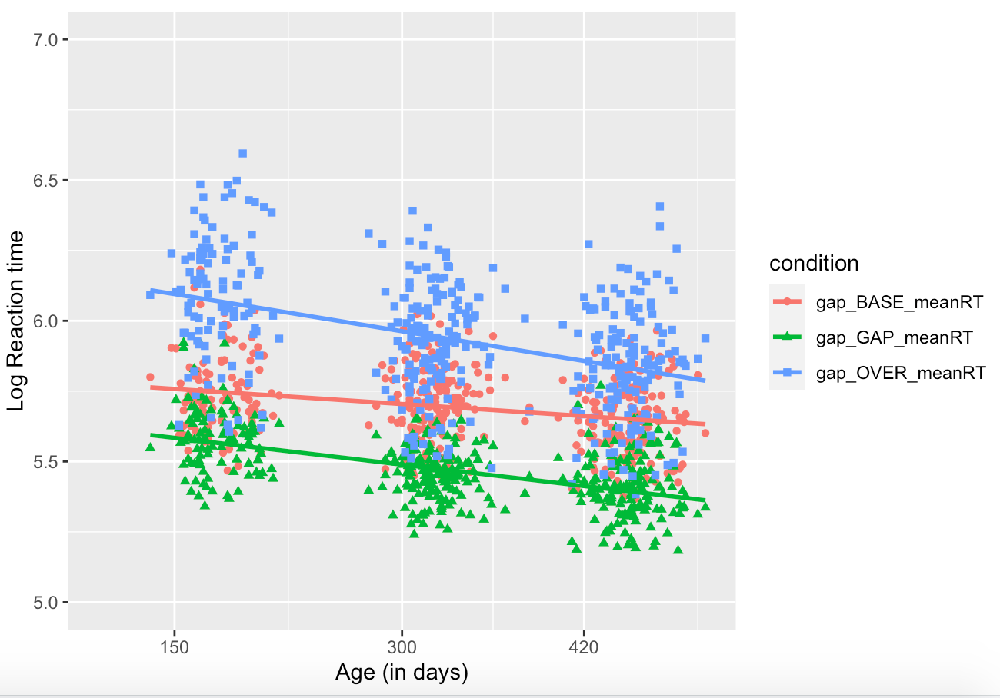 7.0
6.5
6.0
5.5
5.0
Log Reaction time
150 300 420
Age (in days)
condition
gap_BASE_meanRT
gap_GAP_meanRT
gap_OVER_meanRT